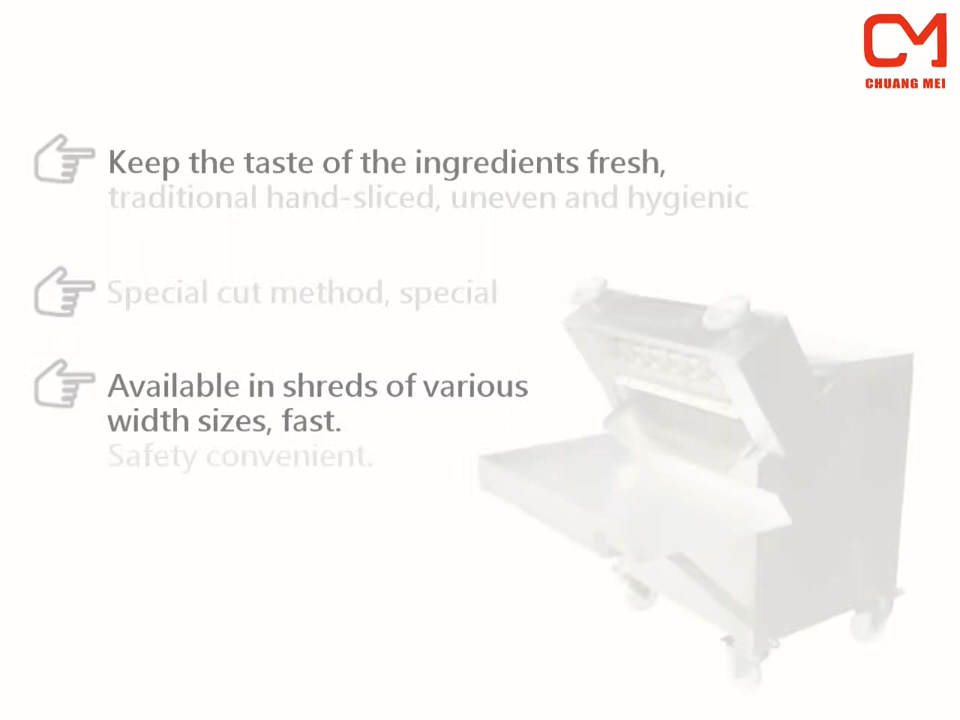 CM
CHUANG MEI
Keep the taste of the ingredients fresh,
traditional hand-sliced, uneven and hygienic
Special cut method, special
Available in shreds of various
width sizes, fast.
Safety convenient.